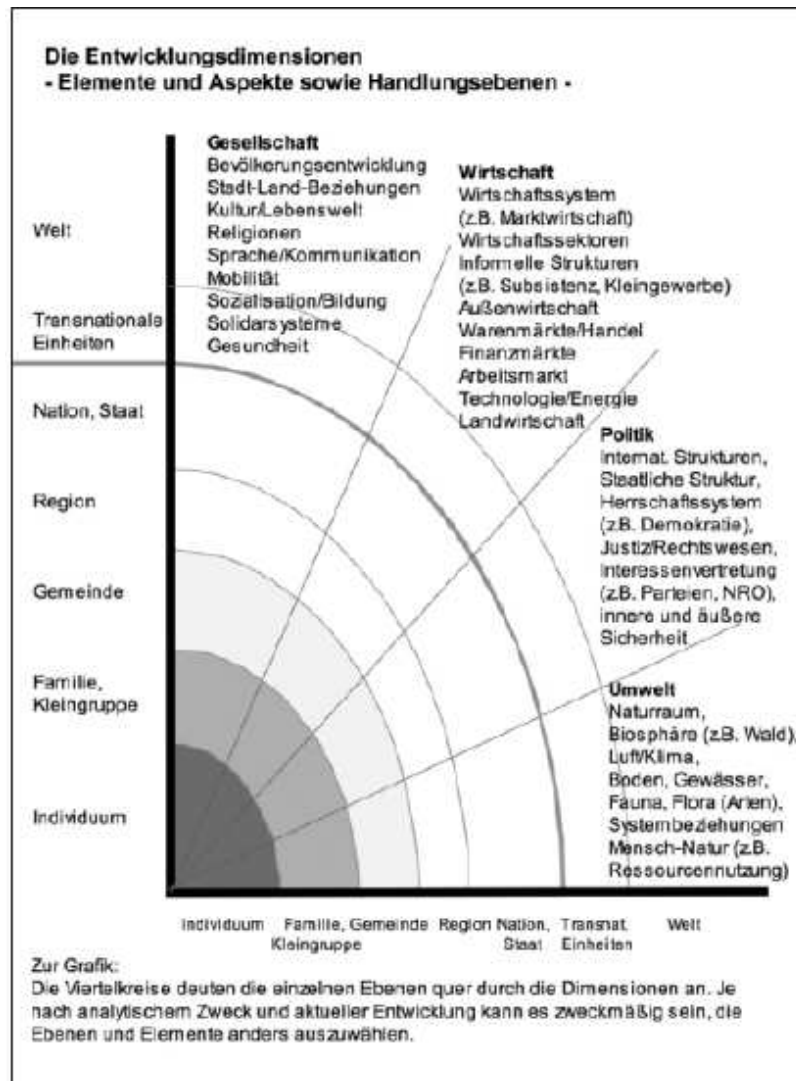 Die Entwicklungsdimensionen
- Elemente und Aspekte sowie Handlungsebenen -
Gesellschaft
Bevölkerungsentwicklung
Stadt-Land-Beziehungen
Kultur/Lebenswelt
Religionen
Sprache/Kommunikation
Mobilität
Sozialisation/Bildung
Solidarsysteme
Gesundheit
Wirtschaft
Wirtschaftssystem
(z.B. Marktwirtschaft)
Wirtschaftssektoren
Informelle Strukturen
(z.B. Subsistenz, Kleingewerbe)
Außenwirtschaft
Warenmärkte/Handel
Finanzmärkte
Arbeitsmarkt
Technologie/Energie
Landwirtschaft
Politik
Internat. Strukturen,
Staatliche Struktur,
Herrschaftssystem
(z.B. Demokratie),
Justiz/Rechtswesen,
Interessenvertretung
(z.B. Parteien, NRO),
innere und äußere
Sicherheit
Umwelt
Naturraum,
Biosphäre (z.B. Wald),
Luft/Klima,
Boden, Gewässer,
Fauna, Flora (Arten),
Systembeziehungen
Mensch-Natur (z.B.
Ressourcennutzung)
Welt
Transnationale
Einheiten
Nation, Staat
Region
Gemeinde
Familie,
Kleingruppe
Individuum
Individuum Familie, Gemeinde Region Nation, Transnat. Welt
Kleingruppe Staat Einheiten
Zur Grafik:
Die Viertelkreise deuten die einzelnen Ebenen quer durch die Dimensionen an. Je
nach analytischem Zweck und aktueller Entwicklung kann es zweckmäßig sein, die
Ebenen und Elemente anders auszuwählen.